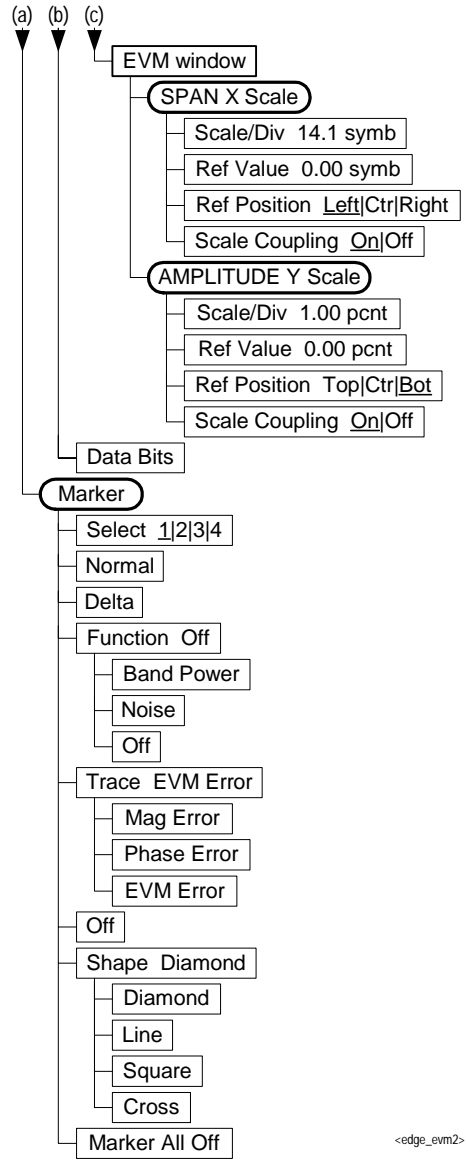 (a) (b) (c)
EVM window
SPAN X Scale
Scale/Div 14.1 symb
Ref Value 0.00 symb
Ref Position Left|Ctr|Right
Scale Coupling On|Off
AMPLITUDE Y Scale
Scale/Div 1.00 pcnt
Ref Value 0.00 pcnt
Ref Position Top|Ctr|Bot
Scale Coupling On|Off
Data Bits
Marker
Select 1|2|3|4
Normal
Delta
Function Off
Band Power
Noise
Off
Trace EVM Error
Mag Error
Phase Error
EVM Error
Off
Shape Diamond
Diamond
Line
Square
Cross
Marker All Off
<edge_evm2>